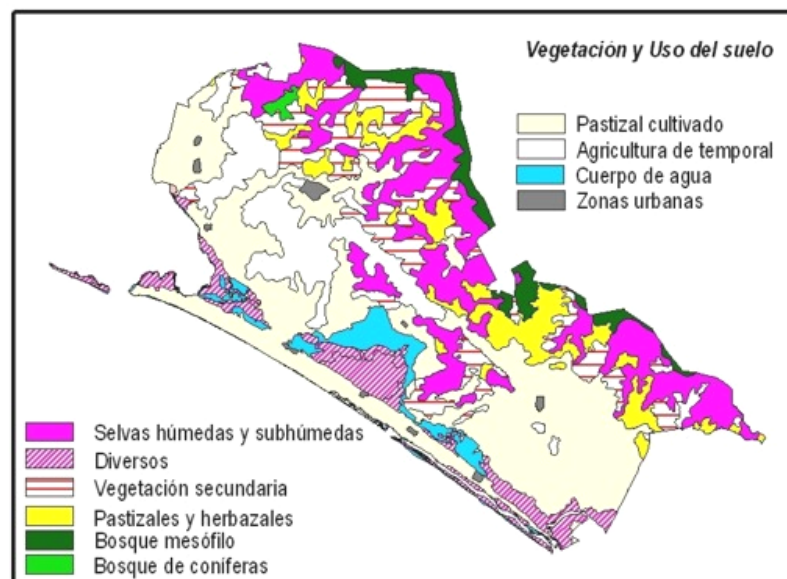 Vegetación y Uso del suelo
Pastizal cultivado
Agricultura de temporal
Cuerpo de agua
Zonas urbanas
Selvas húmedas y subhúmedas
Diversos
Vegetación secundaria
Pastizales y herbazales
Bosque mesófilo
Bosque de coníferas